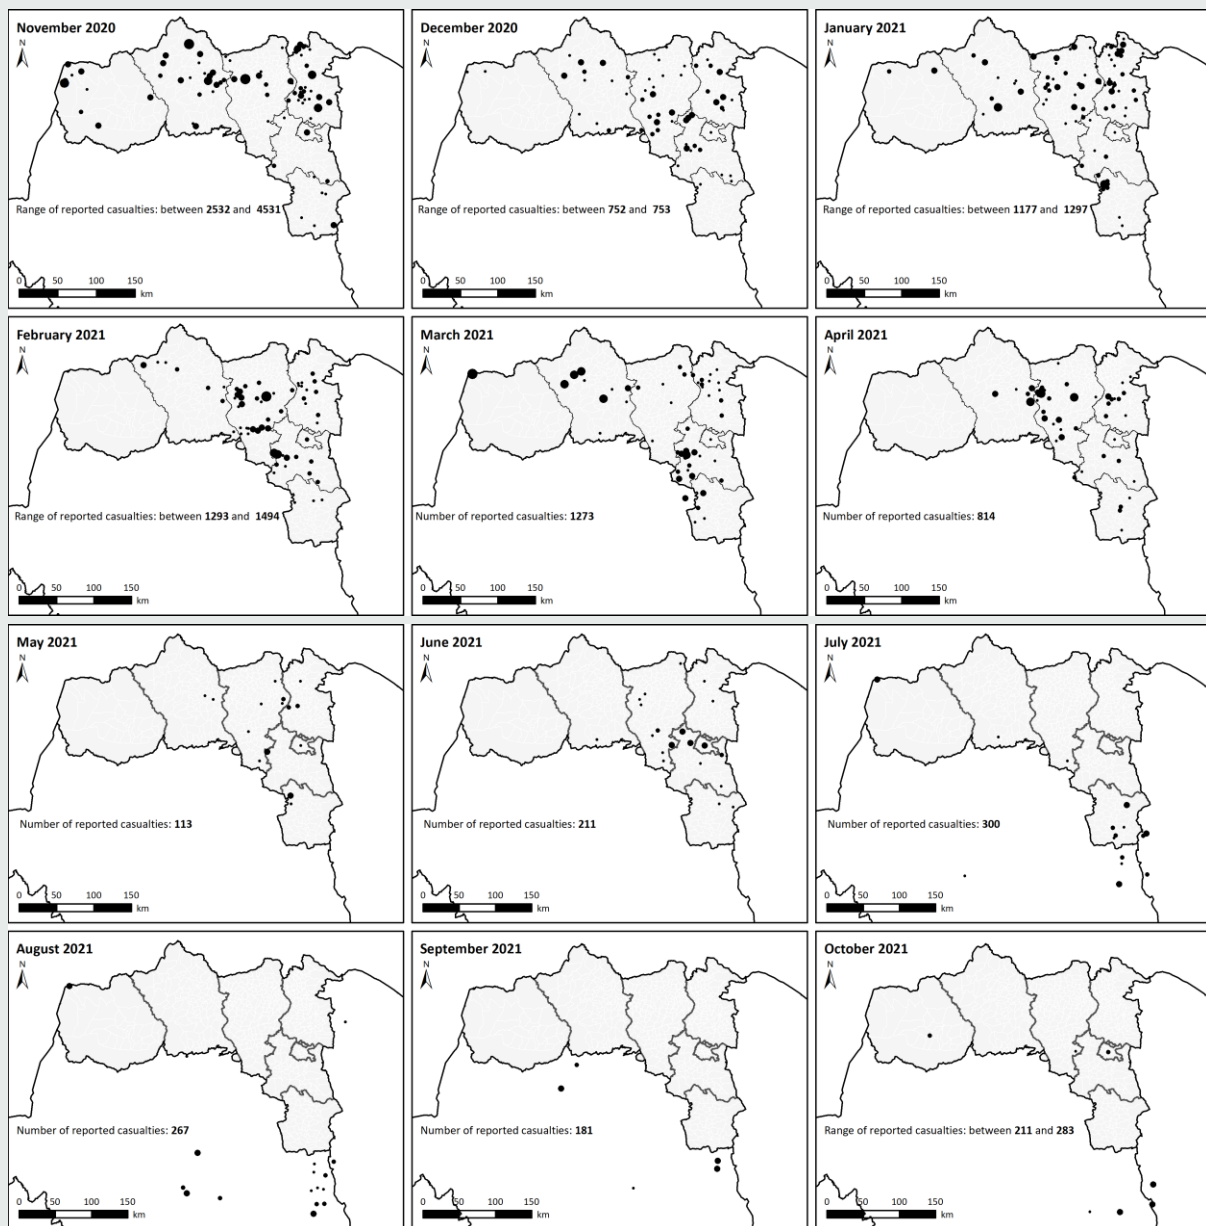 November 2020
N
Range of reported casualties: between 2532 and 4531
0 50 100 150
km
December 2020
N
Range of reported casualties: between 752 and 753
0 50 100 150
km
January 2021
N
Range of reported casualties: between 1177 and 1297
0 50 100 150
km
February 2021
N
Range of reported casualties: between 1293 and 1494
0 50 100 150
km
March 2021
N
Number of reported casualties: 1273
0 50 100 150
km
April 2021
N
Number of reported casualties: 814
0 50 100 150
km
May 2021
N
Number of reported casualties: 113
0 50 100 150
km
June 2021
N
Number of reported casualties: 211
0 50 100 150
km
July 2021
N
Number of reported casualties: 300
0 50 100 150
km
August 2021
N
Number of reported casualties: 267
0 50 100 150
km
September 2021
N
Number of reported casualties: 181
0 50 100 150
km
October 2021
N
Range of reported casualties: between 211 and 283
0 50 100 150
km